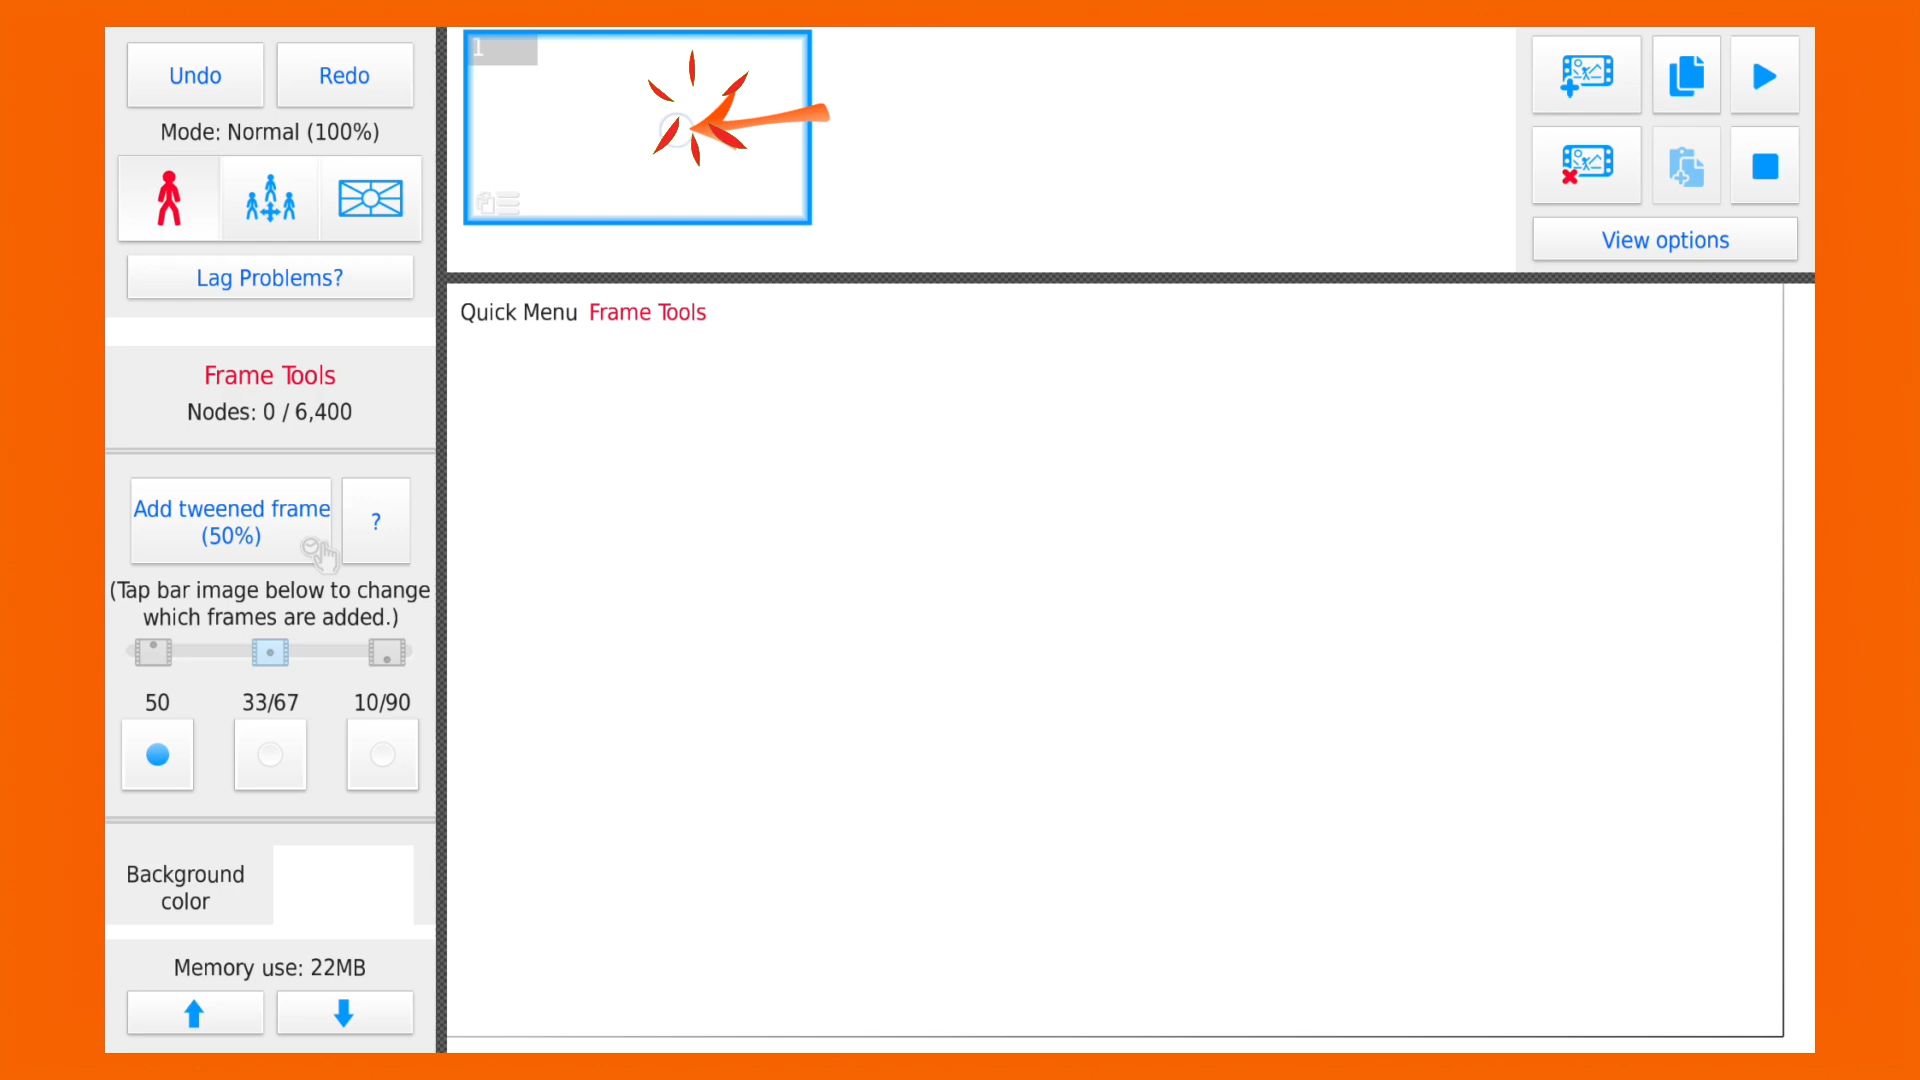 Undo
Redo
Mode: Normal (100%)
Lag Problems?
Frame Tools
Nodes: 0 / 6,400
Add tweened frame
(50%)
?
(Tap bar image below to change
which frames are added.)
50
33/67
10/90
Background
color
Memory use: 22MB
1
View options
Quick Menu Frame Tools